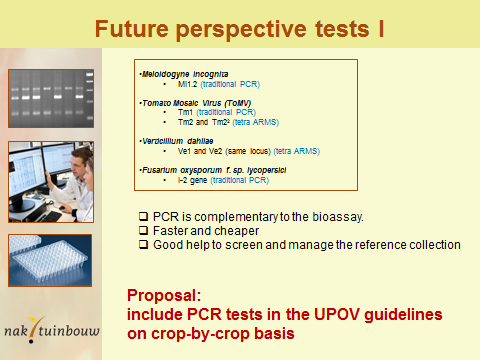 Future perspective tests I
•Meloidogyne incognita
• Mi1.2 (traditional PCR)
•Tomato Mosaic Virus (ToMV)
• Tm1 (traditional PCR)
• Tm2 and Tm2² (tetra ARMS)
•Verticillium dahliae
• Ve1 and Ve2 (same locus) (tetra ARMS)
•Fusarium oxysporum f. sp. lycopersici
• I-2 gene (traditional PCR)
❑ PCR is complementary to the bioassay.
❑ Faster and cheaper
❑ Good help to screen and manage the reference collection
Proposal:
include PCR tests in the UPOV guidelines
on crop-by-crop basis
nak tuinbouw